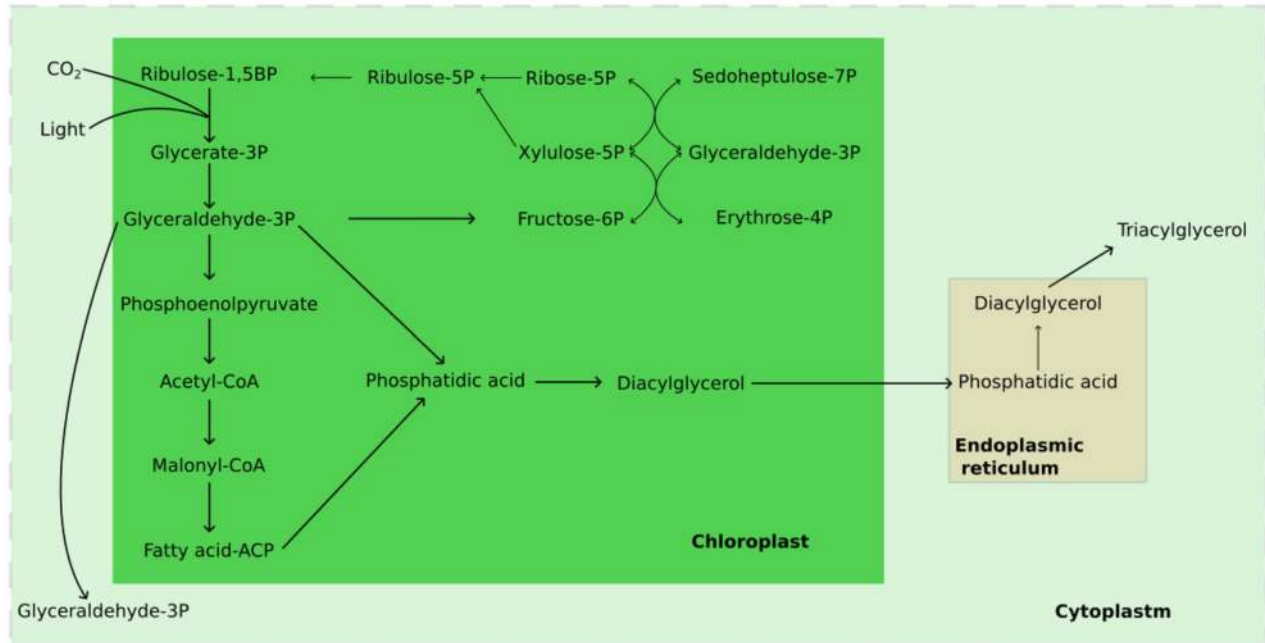 CO₂
Ribulose-1,5BP
Ribulose-5P
Ribose-5P
Sedoheptulose-7P
Light
Glycerate-3P
Xylulose-5P
Glyceraldehyde-3P
Glyceraldehyde-3P
Fructose-6P
Erythrose-4P
Triacylglycerol
Phosphoenolpyruvate
Diacylglycerol
Acetyl-CoA
Phosphatidic acid
Diacylglycerol
Phosphatidic acid
Endoplasmic
reticulum
Malonyl-CoA
Fatty acid-ACP
Chloroplast
Glyceraldehyde-3P
Cytoplastm